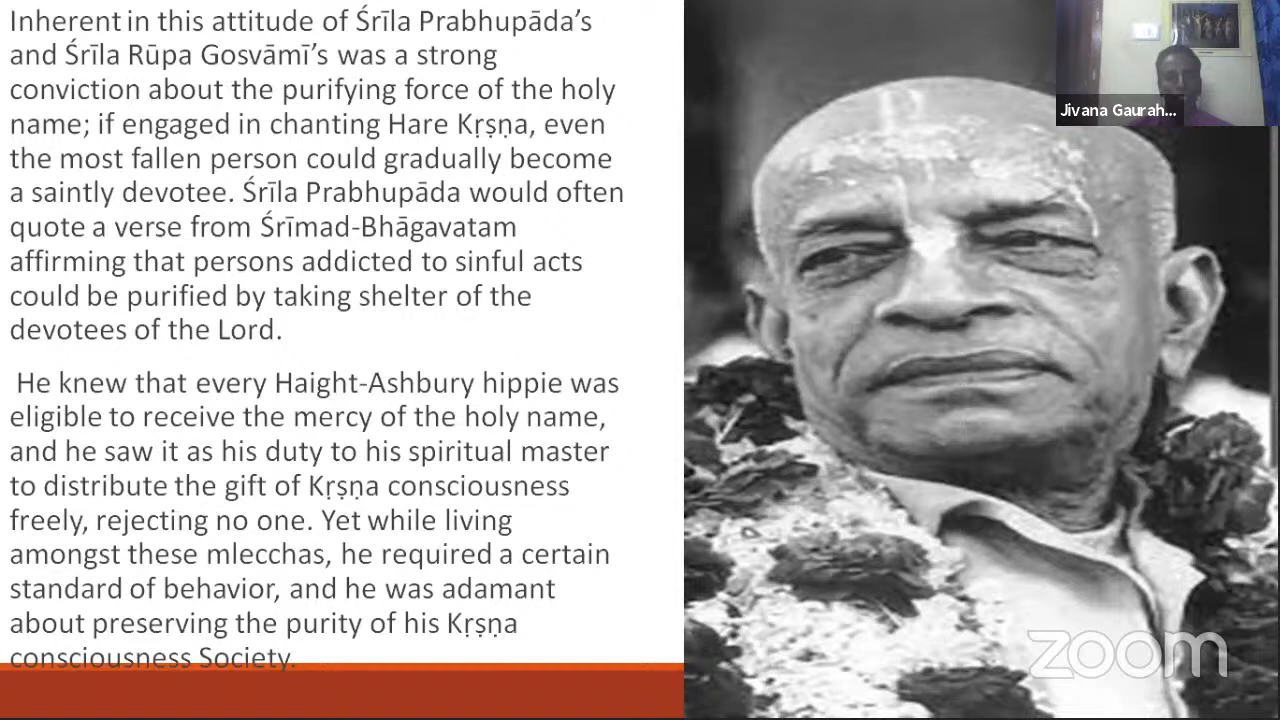 Inherent in this attitude of Śrīla Prabhupāda’s
and Śrīla Rūpa Gosvāmī’s was a strong
conviction about the purifying force of the holy
name; if engaged in chanting Hare Kṛṣṇa, even
the most fallen person could gradually become
a saintly devotee. Śrīla Prabhupāda would often
quote a verse from Śrīmad-Bhāgavatam
affirming that persons addicted to sinful acts
could be purified by taking shelter of the
devotees of the Lord.
He knew that every Haight-Ashbury hippie was
eligible to receive the mercy of the holy name,
and he saw it as his duty to his spiritual master
to distribute the gift of Kṛṣṇa consciousness
freely, rejecting no one. Yet while living
amongst these mlecchas, he required a certain
standard of behavior, and he was adamant
about preserving the purity of his Kṛṣṇa
consciousness Society.
Jivana Gaurah...
zoom